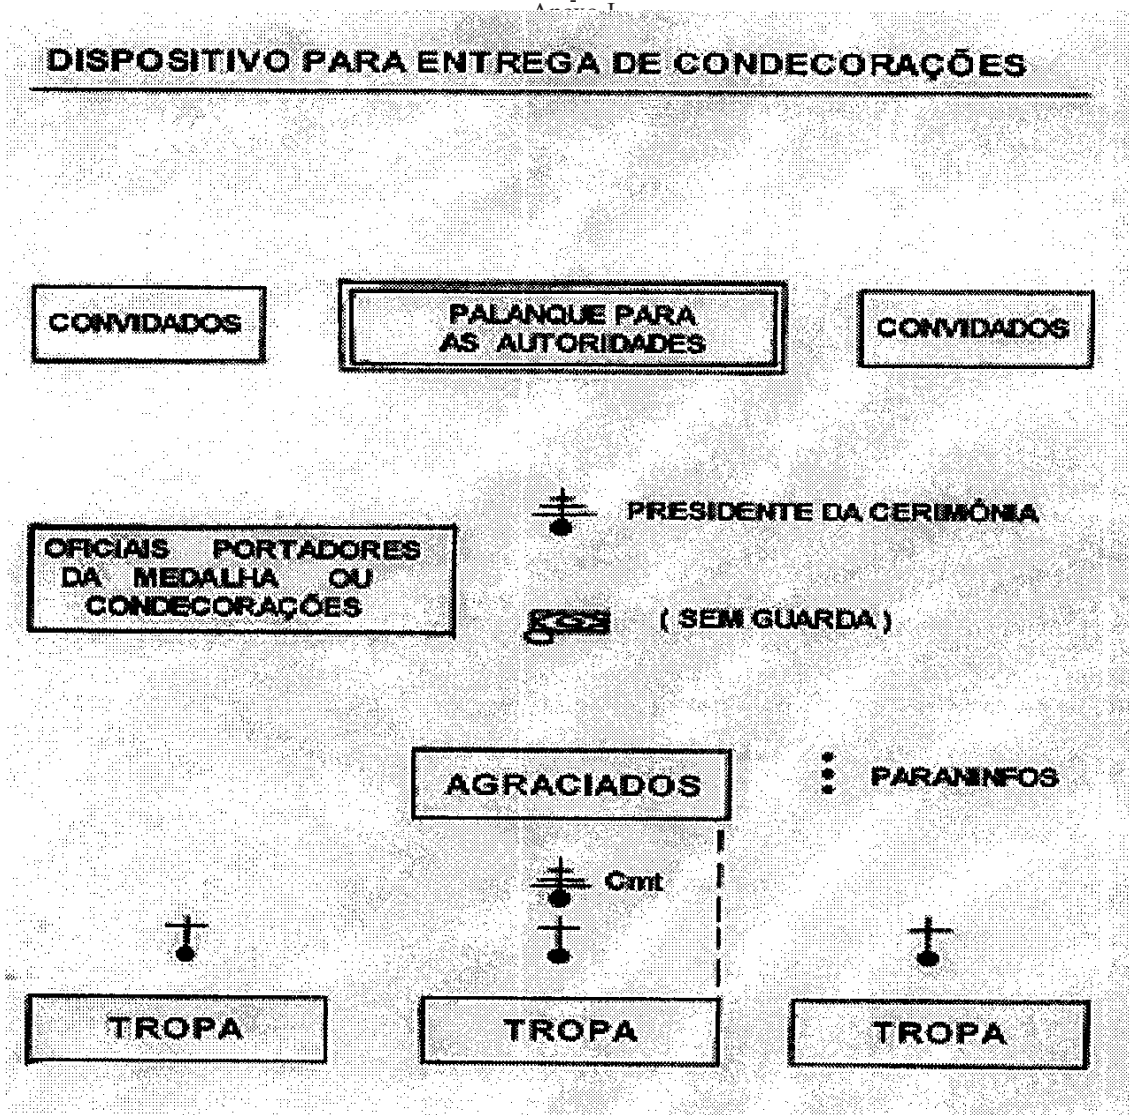 DISPOSITIVO PARA ENTREGA DE CONDECORAÇÕES
CONVIDADOS
PALANQUE PARA
AS AUTORIDADES
CONVIDADOS
PRESIDENTE DA CERIMÔNIA
OFICIAIS PORTADORES
DA MEDALHA OU
CONDECORAÇÕES
( SEM GUARDA )
AGRACIADOS
PARANINFOS
Cmt
TROPA
TROPA
TROPA